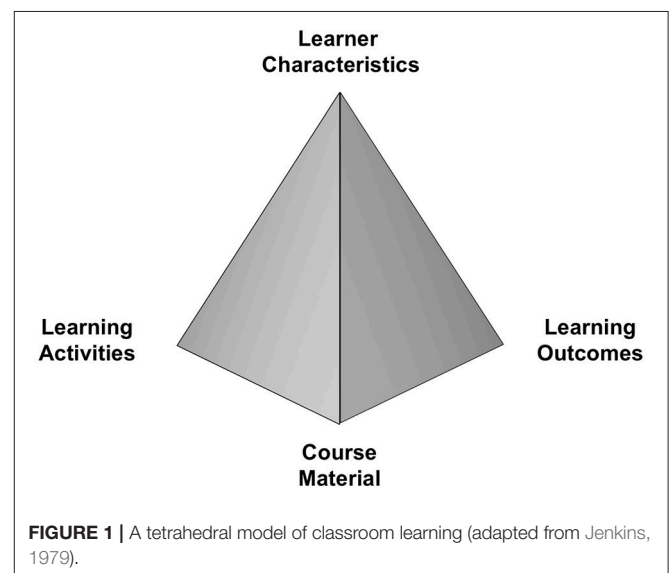 Learner
Characteristics
Learning
Activities
Learning
Outcomes
Course
Material
FIGURE 1 | A tetrahedral model of classroom learning (adapted from Jenkins,
1979).